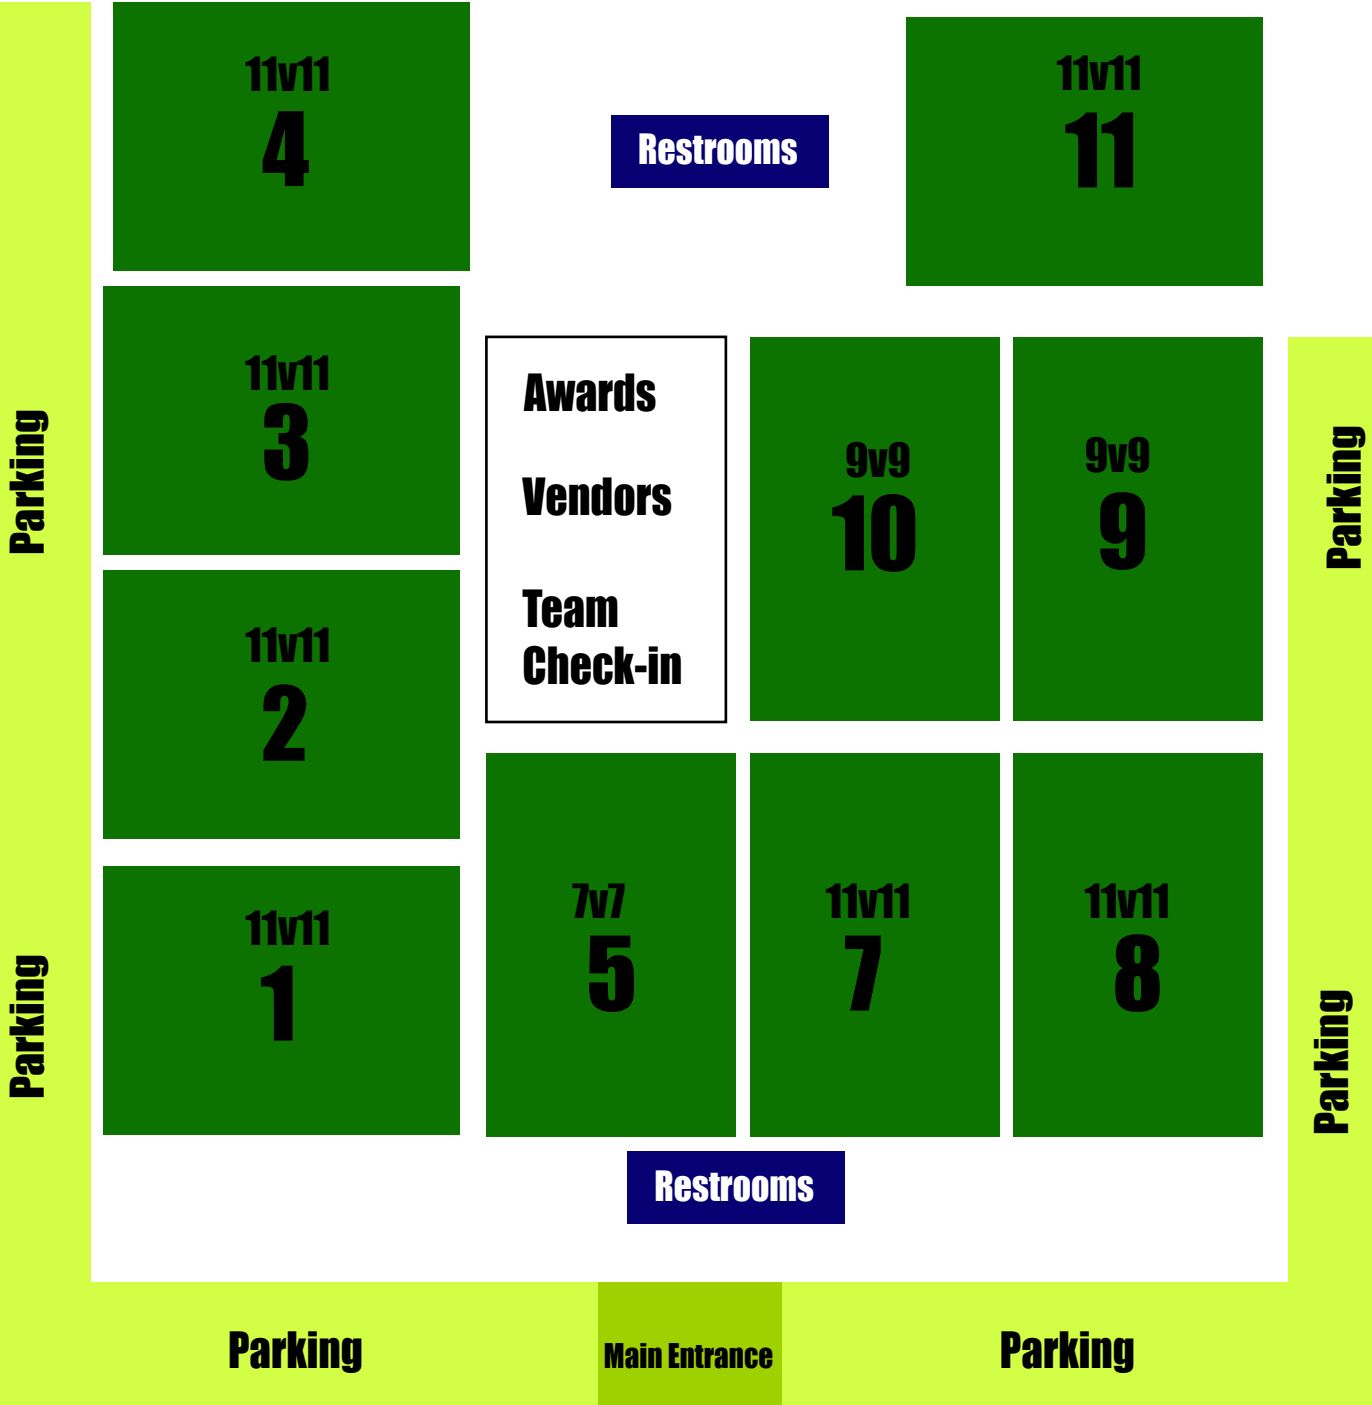 11v11
4
Restrooms
11v11
11
11v11
3
Awards
Vendors
Team
Check-in
9v9
10
9v9
9
Parking
Parking
11v11
2
11v11
1
7v7
5
11v11
7
11v11
8
Parking
Parking
Restrooms
Parking
Main Entrance
Parking